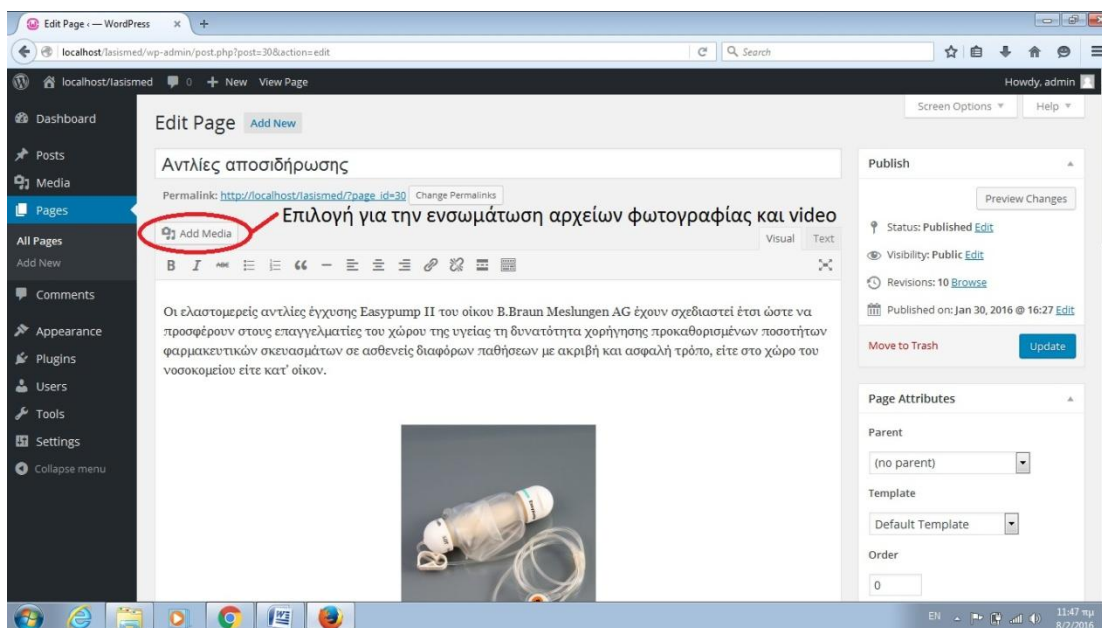 Edit Page ‹ — WordPress
localhost/Iasismed/wp-admin/post.php?post=30&action=edit
Search
localhost/Iasismed 0 + New View Page Howdy, admin
Screen Options Help
Dashboard
Posts
Media
Pages
All Pages
Add New
Comments
Appearance
Plugins
Users
Tools
Settings
Collapse menu
Edit Page Add New
Αντλίες αποσιδήρωσης
Permalink: http://localhost/Iasismed/?page_id=30 Change Permalinks
Επιλογή για την ενσωμάτωση αρχείων φωτογραφίας και video
Add Media
Visual Text
B I ABC
Οι ελαστομερείς αντλίες έγχυσης Easypump II του οίκου B.Braun Meslungen AG έχουν σχεδιαστεί έτσι ώστε να
προσφέρουν στους επαγγελματίες του χώρου της υγείας τη δυνατότητα χορήγησης προκαθορισμένων ποσοτήτων
φαρμακευτικών σκευασμάτων σε ασθενείς διαφόρων παθήσεων με ακριβή και ασφαλή τρόπο, είτε στο χώρο του
νοσοκομείου είτε κατ' οίκον.
Publish
Preview Changes
Status: Published Edit
Visibility: Public Edit
Revisions: 10 Browse
Published on: Jan 30, 2016 @ 16:27 Edit
Move to Trash Update
Page Attributes
Parent
(no parent)
Template
Default Template
Order
0
EN
11:47 πμ
8/2/2016